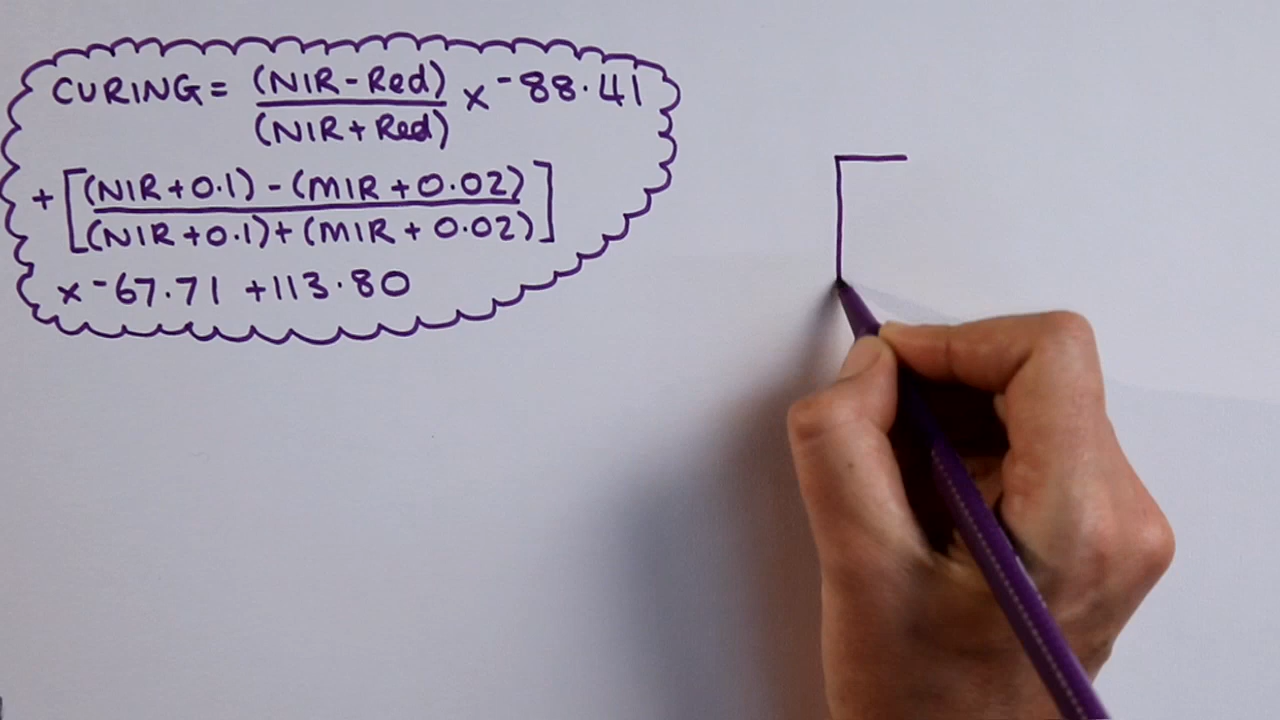 CURING = (NIR - Red) x -88.41
(NIR + Red)
+ [(NIR + 0.1) - (MIR + 0.02)]
(NIR + 0.1) + (MIR + 0.02)
x -67.71 + 113.80